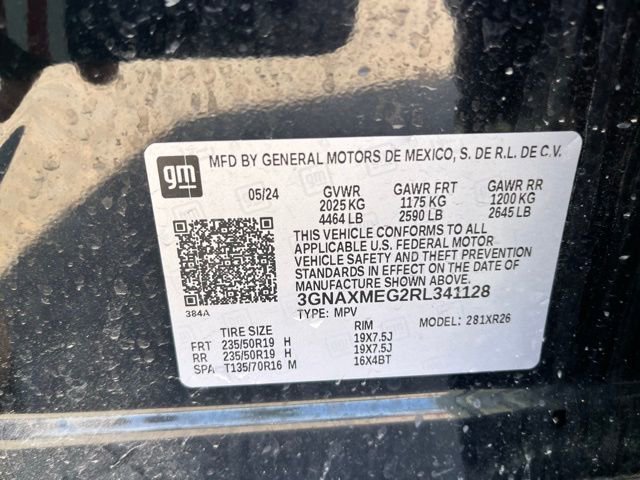 gm MFD BY GENERAL MOTORS DE MEXICO, S. DE R.L. DE C.V.
05/24 GVWR GAWR FRT GAWR RR
2025 KG 1175 KG 1200 KG
4464 LB 2590 LB 2645 LB
THIS VEHICLE CONFORMS TO ALL
APPLICABLE U.S. FEDERAL MOTOR
VEHICLE SAFETY AND THEFT PREVENTION
STANDARDS IN EFFECT ON THE DATE OF
MANUFACTURE SHOWN ABOVE.
3GNAXMEG2RL341128
384A TYPE: MPV MODEL: 281XR26
TIRE SIZE RIM
FRT 235/50R19 H 19X7.5J
RR 235/50R19 H 19X7.5J
SPA T135/70R16 M 16X4BT